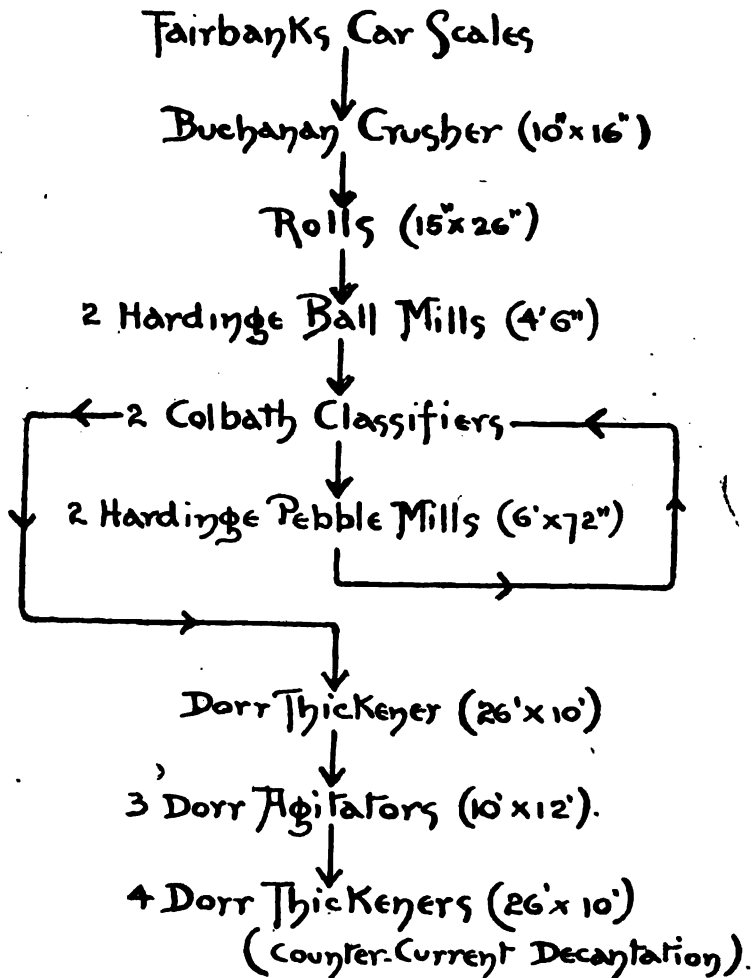 Fairbanks Car Scales
Buchanan Crusher (10"x16")
Rolls (15"x26")
2 Hardinge Ball Mills (4'6")
2 Colbath Classifiers
2 Hardinge Pebble Mills (6'x72")
Dorr Thickener (26'x10')
3 Dorr Agitators (10'x12').
4 Dorr Thickeners (26'x10')
(Counter-Current Decantation).